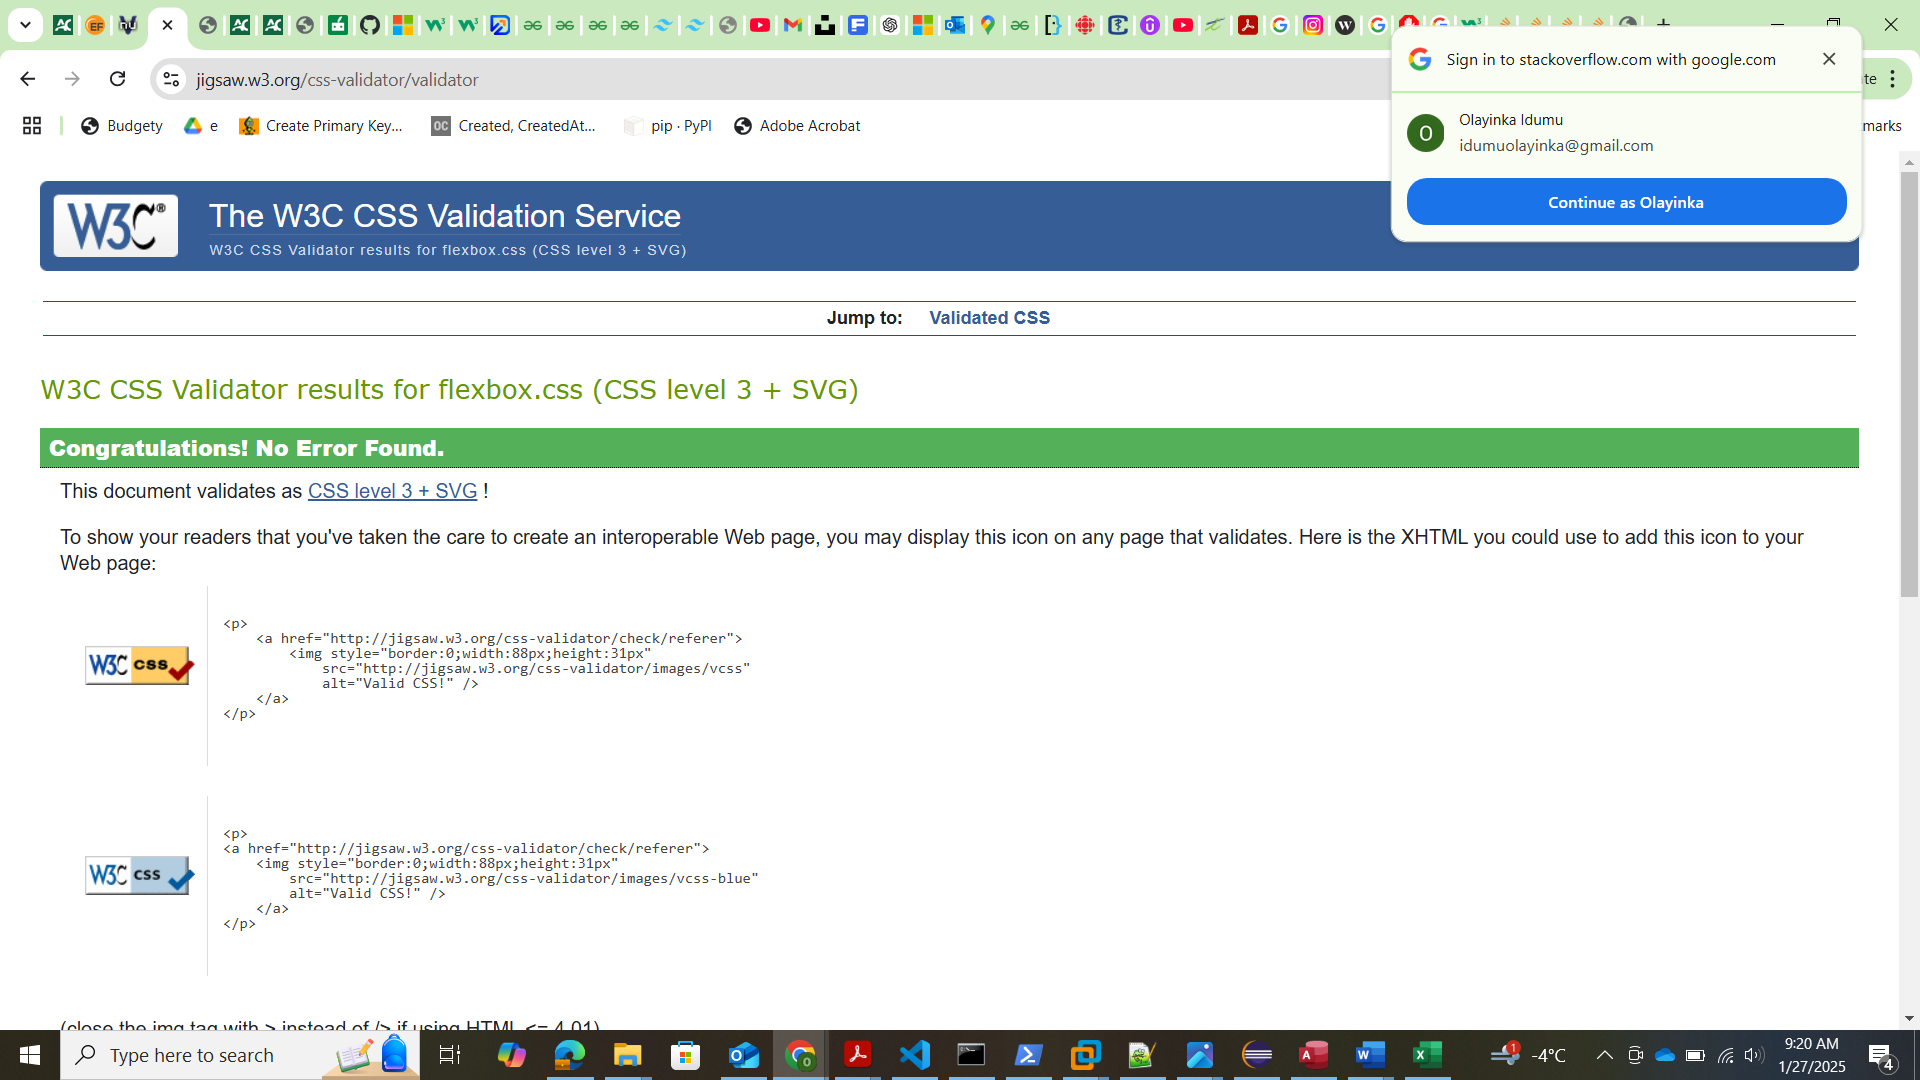 jigsaw.w3.org/css-validator/validator
te
Sign in to stackoverflow.com with google.com
O
Olayinka Idumu
idumuolayinka@gmail.com
Continue as Olayinka
Budgety
e
Create Primary Key...
OC
Created, CreatedAt...
pip · PyPI
Adobe Acrobat
marks
W3C®
The W3C CSS Validation Service
W3C CSS Validator results for flexbox.css (CSS level 3 + SVG)
Jump to: Validated CSS
W3C CSS Validator results for flexbox.css (CSS level 3 + SVG)
Congratulations! No Error Found.
This document validates as CSS level 3 + SVG !
To show your readers that you've taken the care to create an interoperable Web page, you may display this icon on any page that validates. Here is the XHTML you could use to add this icon to your
Web page:
W3C css
<p>
<a href="http://jigsaw.w3.org/css-validator/check/referer">
<img style="border:0;width:88px;height:31px"
src="http://jigsaw.w3.org/css-validator/images/vcss"
alt="Valid CSS!" />
</a>
</p>
W3C css
<p>
<a href="http://jigsaw.w3.org/css-validator/check/referer">
<img style="border:0;width:88px;height:31px"
src="http://jigsaw.w3.org/css-validator/images/vcss-blue"
alt="Valid CSS!" />
</a>
</p>
(close the img tag with > instead of /> if using HTML <= 4.01)
Type here to search
1
-4°C
9:20 AM
1/27/2025
4